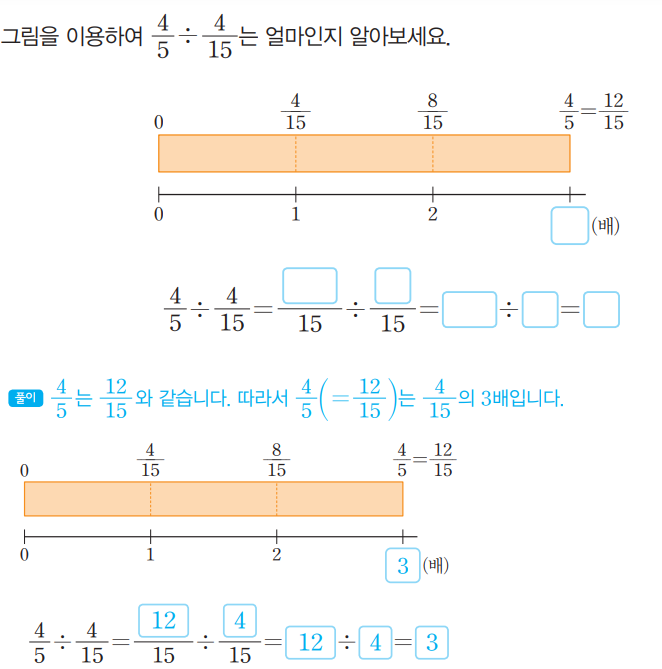 그림을 이용하여 4/5 ÷ 4/15는 얼마인지 알아보세요.
0 4/15 8/15 4/5=12/15
0 1 2 □(배)
4/5 ÷ 4/15 = □/15 ÷ □/15 = □ ÷ □ = □
풀이 4/5는 12/15와 같습니다. 따라서 4/5(=12/15)는 4/15의 3배입니다.
0 4/15 8/15 4/5=12/15
0 1 2 3 (배)
4/5 ÷ 4/15 = 12/15 ÷ 4/15 = 12 ÷ 4 = 3